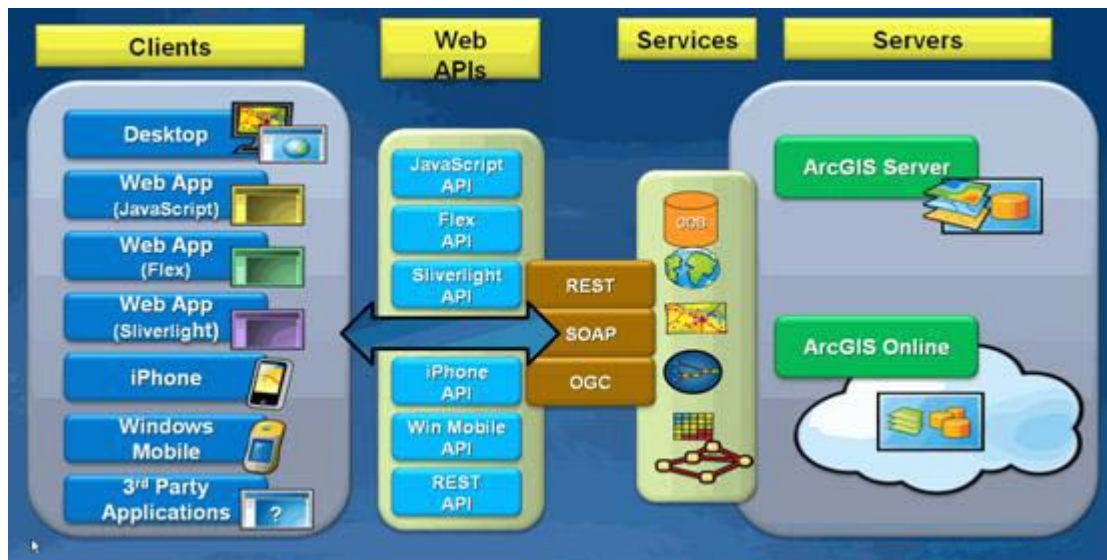 Clients
Web
APIs
Services
Servers
Desktop
Web App
(JavaScript)
Web App
(Flex)
Web App
(Sliverlight)
iPhone
Windows
Mobile
3rd Party
Applications
?
JavaScript
API
Flex
API
Sliverlight
API
iPhone
API
Win Mobile
API
REST
API
REST
SOAP
OGC
ArcGIS Server
ArcGIS Online